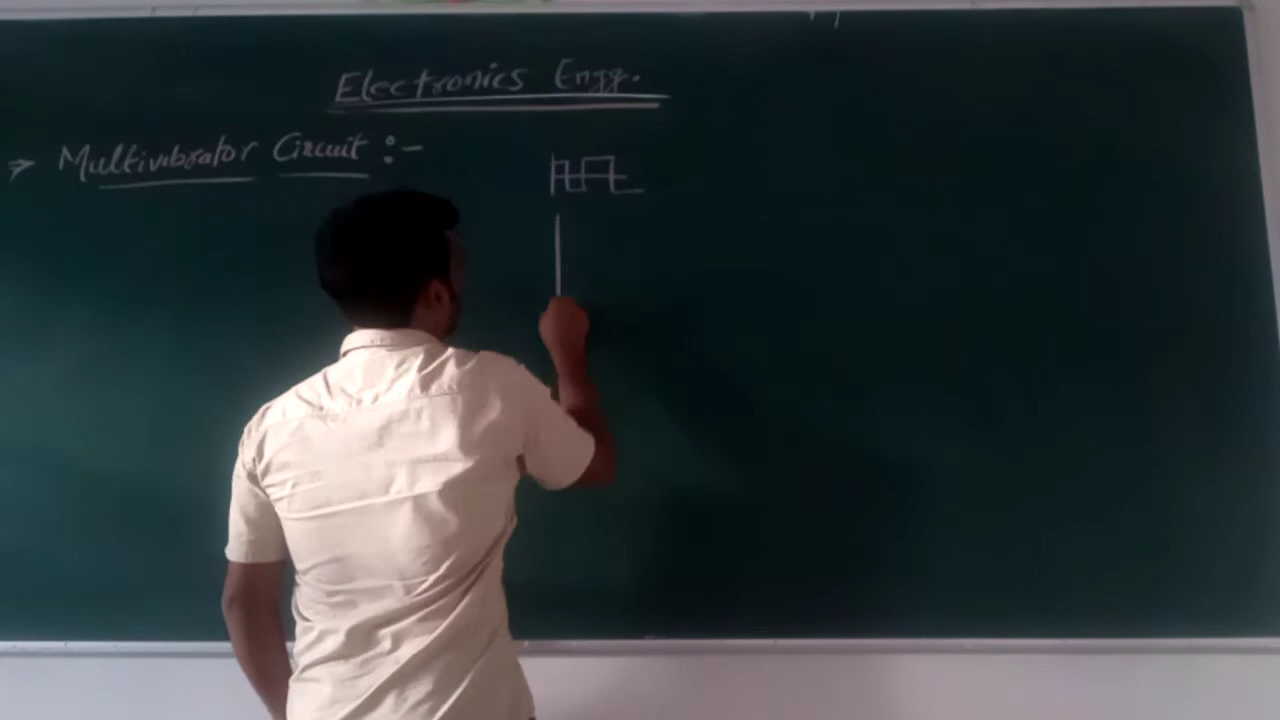 Electronics Engg.
⇒ Multivibrator Circuit :-